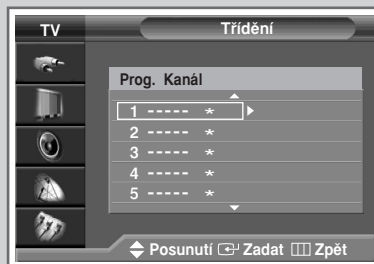 TV Třídění
Prog. Kanál
1 ----- *
2 ----- *
3 ----- *
4 ----- *
5 ----- *
Posunutí Zadat Zpět